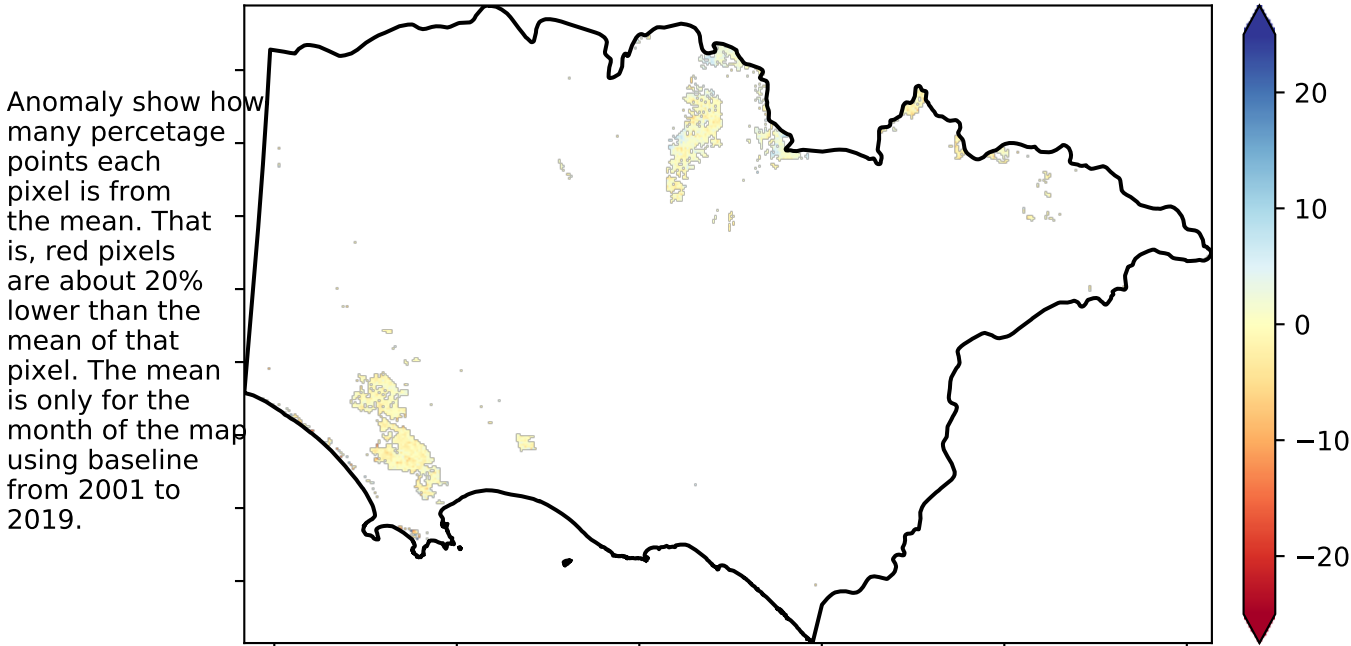 Anomaly show how
many percetage
points each
pixel is from
the mean. That
is, red pixels
are about 20%
lower than the
mean of that
pixel. The mean
is only for the
month of the map
using baseline
from 2001 to
2019.
20
10
0
−10
−20